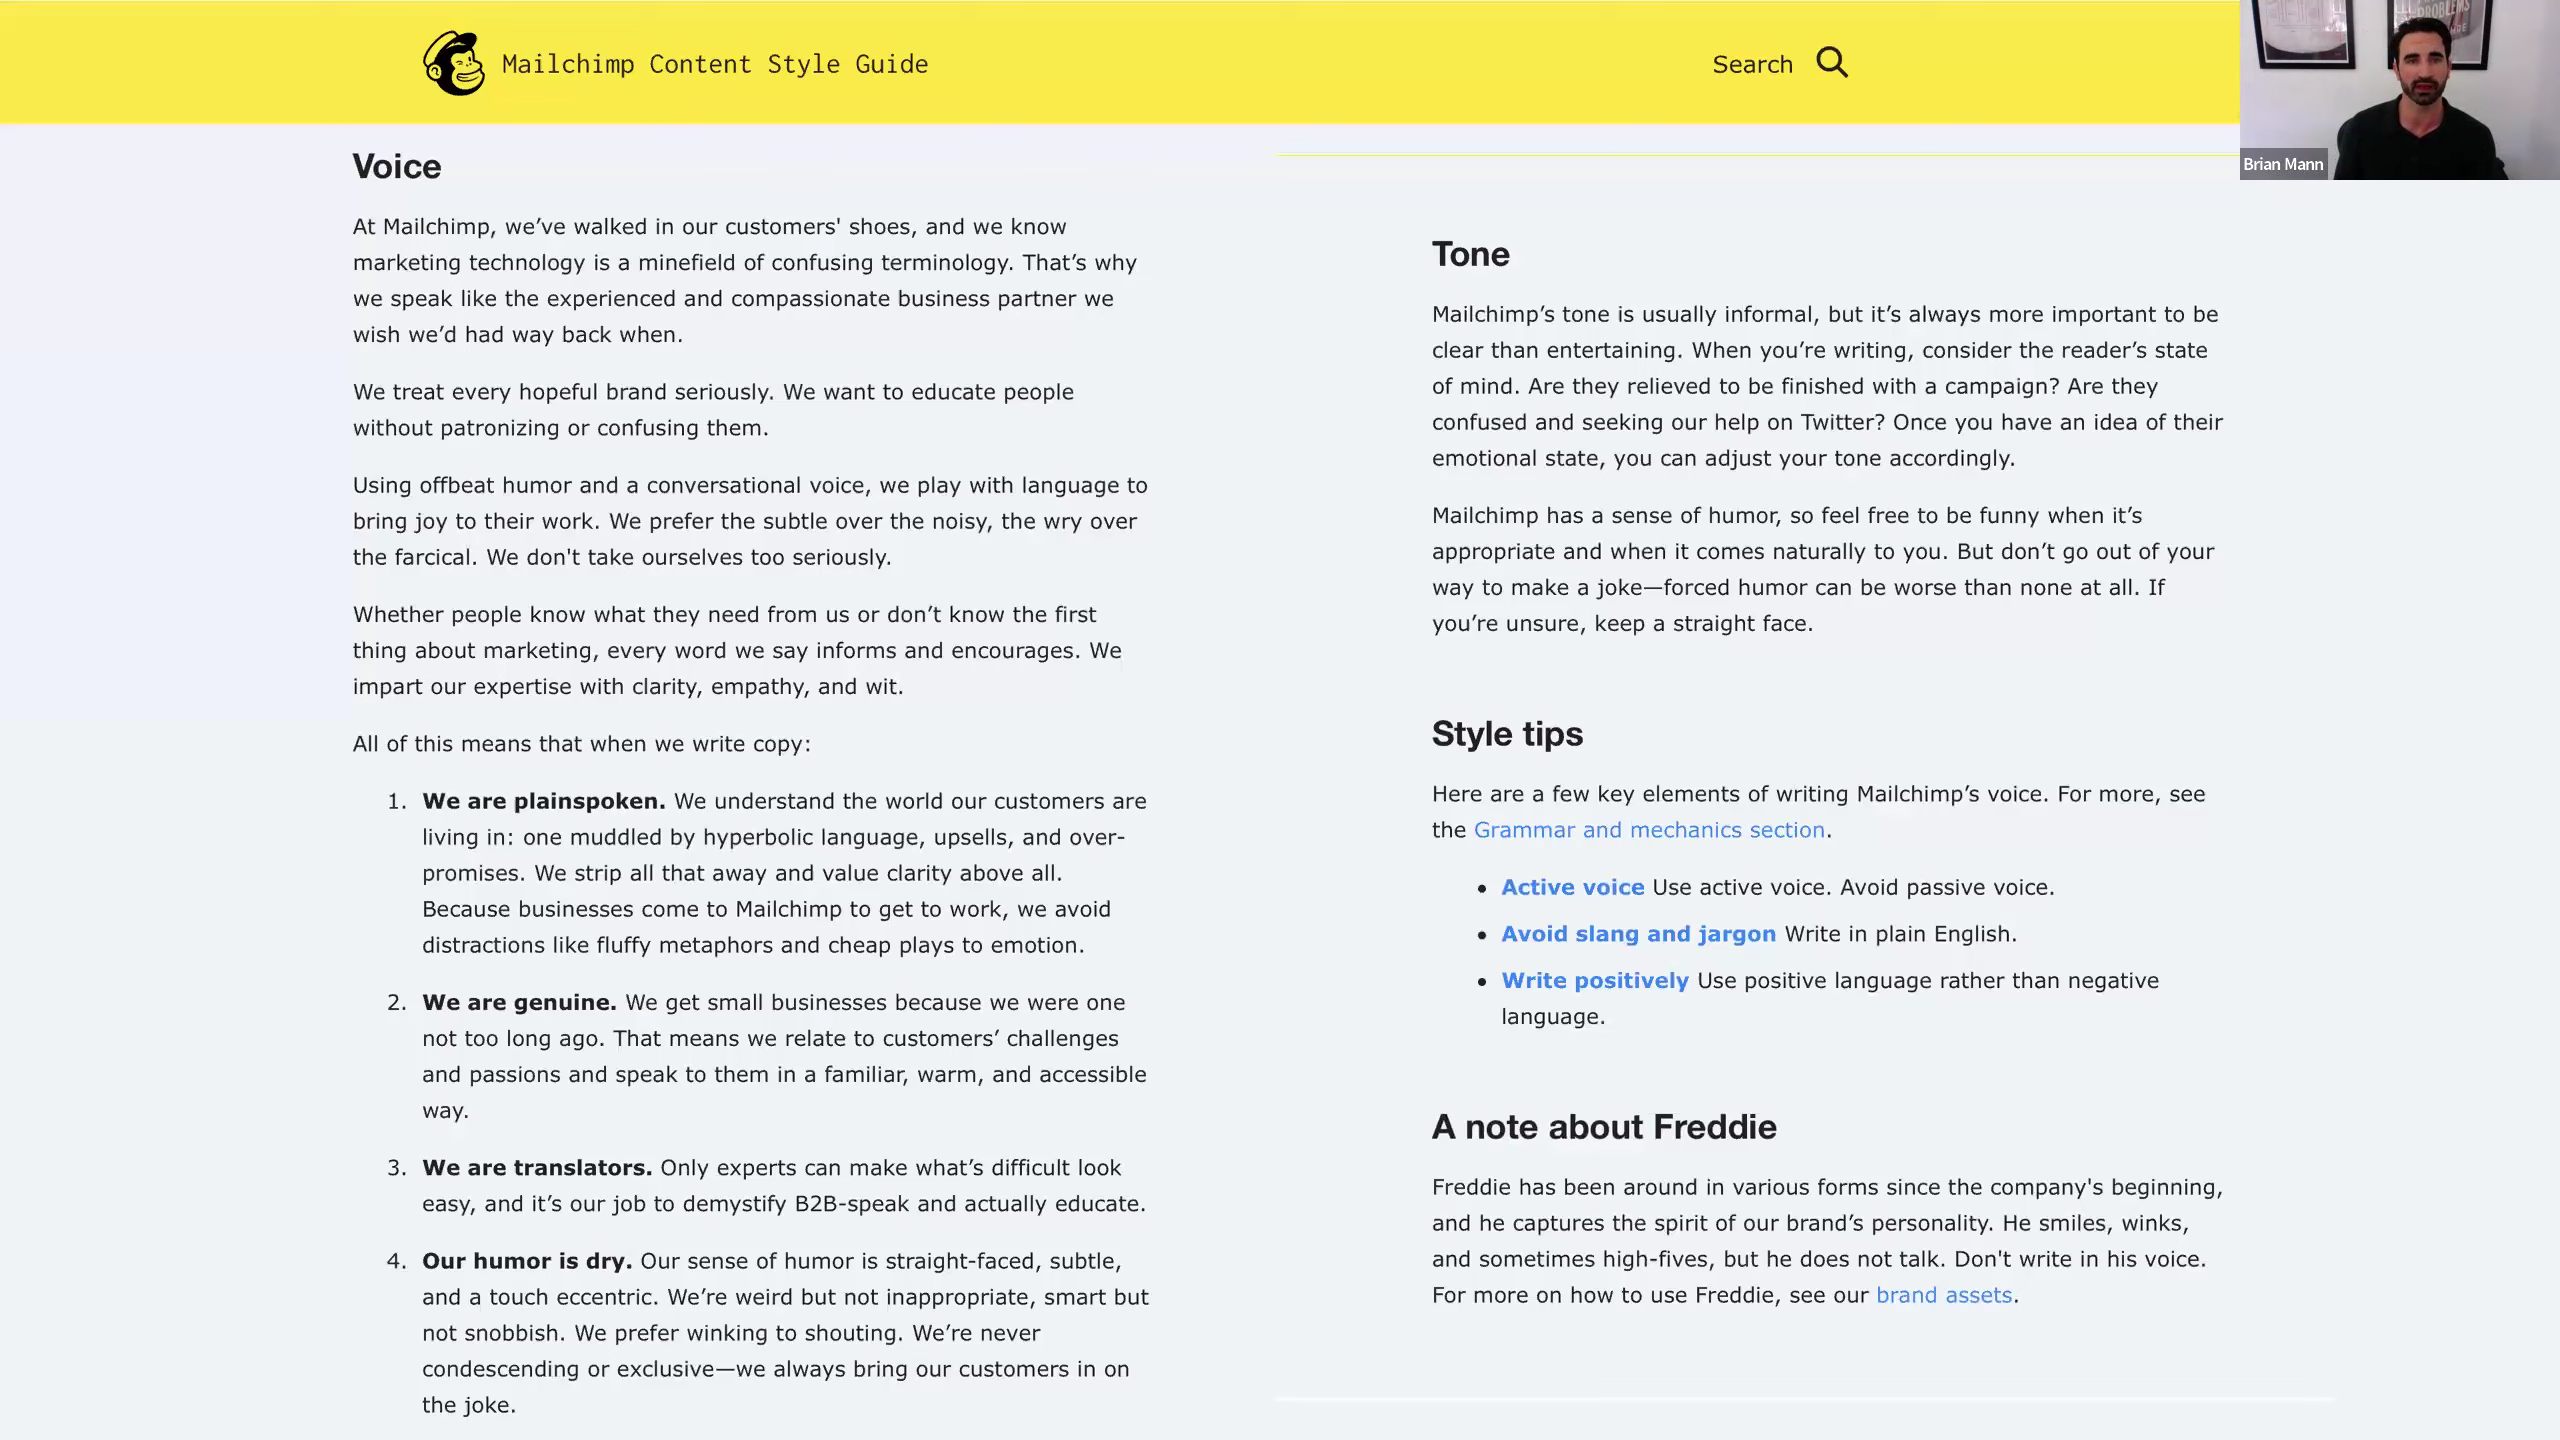 Mailchimp Content Style Guide
Search
PROBLEMS
Brian Mann
Voice
At Mailchimp, we’ve walked in our customers' shoes, and we know
marketing technology is a minefield of confusing terminology. That’s why
we speak like the experienced and compassionate business partner we
wish we’d had way back when.
We treat every hopeful brand seriously. We want to educate people
without patronizing or confusing them.
Using offbeat humor and a conversational voice, we play with language to
bring joy to their work. We prefer the subtle over the noisy, the wry over
the farcical. We don't take ourselves too seriously.
Whether people know what they need from us or don’t know the first
thing about marketing, every word we say informs and encourages. We
impart our expertise with clarity, empathy, and wit.
All of this means that when we write copy:
1. We are plainspoken. We understand the world our customers are
living in: one muddled by hyperbolic language, upsells, and over-
promises. We strip all that away and value clarity above all.
Because businesses come to Mailchimp to get to work, we avoid
distractions like fluffy metaphors and cheap plays to emotion.
2. We are genuine. We get small businesses because we were one
not too long ago. That means we relate to customers’ challenges
and passions and speak to them in a familiar, warm, and accessible
way.
3. We are translators. Only experts can make what’s difficult look
easy, and it’s our job to demystify B2B-speak and actually educate.
4. Our humor is dry. Our sense of humor is straight-faced, subtle,
and a touch eccentric. We’re weird but not inappropriate, smart but
not snobbish. We prefer winking to shouting. We’re never
condescending or exclusive—we always bring our customers in on
the joke.
Tone
Mailchimp’s tone is usually informal, but it’s always more important to be
clear than entertaining. When you’re writing, consider the reader’s state
of mind. Are they relieved to be finished with a campaign? Are they
confused and seeking our help on Twitter? Once you have an idea of their
emotional state, you can adjust your tone accordingly.
Mailchimp has a sense of humor, so feel free to be funny when it’s
appropriate and when it comes naturally to you. But don’t go out of your
way to make a joke—forced humor can be worse than none at all. If
you’re unsure, keep a straight face.
Style tips
Here are a few key elements of writing Mailchimp’s voice. For more, see
the Grammar and mechanics section.
• Active voice Use active voice. Avoid passive voice.
• Avoid slang and jargon Write in plain English.
• Write positively Use positive language rather than negative
language.
A note about Freddie
Freddie has been around in various forms since the company's beginning,
and he captures the spirit of our brand’s personality. He smiles, winks,
and sometimes high-fives, but he does not talk. Don't write in his voice.
For more on how to use Freddie, see our brand assets.